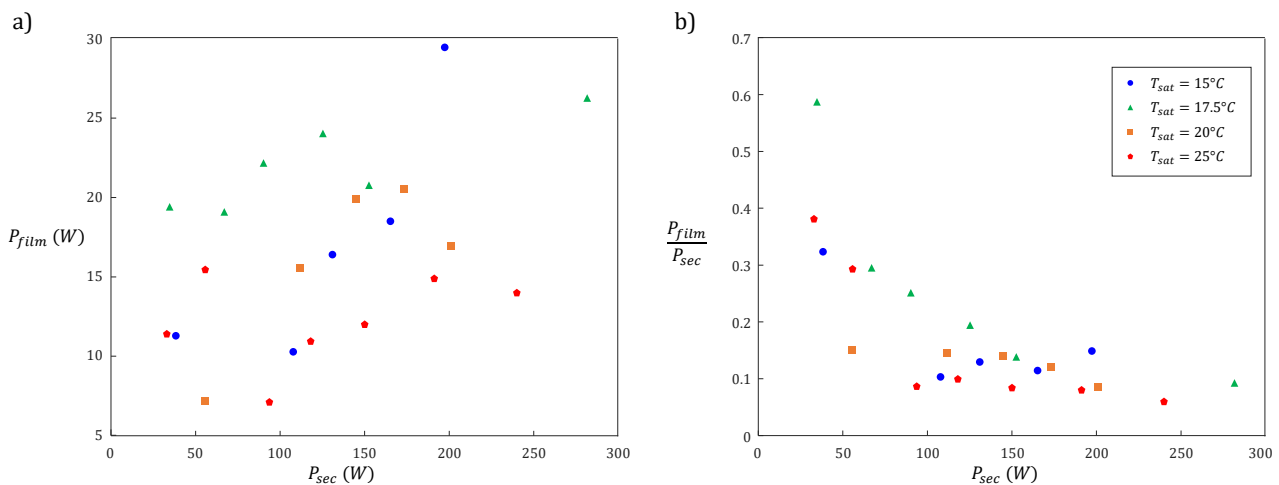 a)
30
25
20
15
10
5
P_film (W)
0 50 100 150 200 250 300
P_sec (W)
b)
0.7
0.6
0.5
0.4
0.3
0.2
0.1
0
P_film
P_sec
0 50 100 150 200 250 300
P_sec (W)
T_sat = 15°C
T_sat = 17.5°C
T_sat = 20°C
T_sat = 25°C